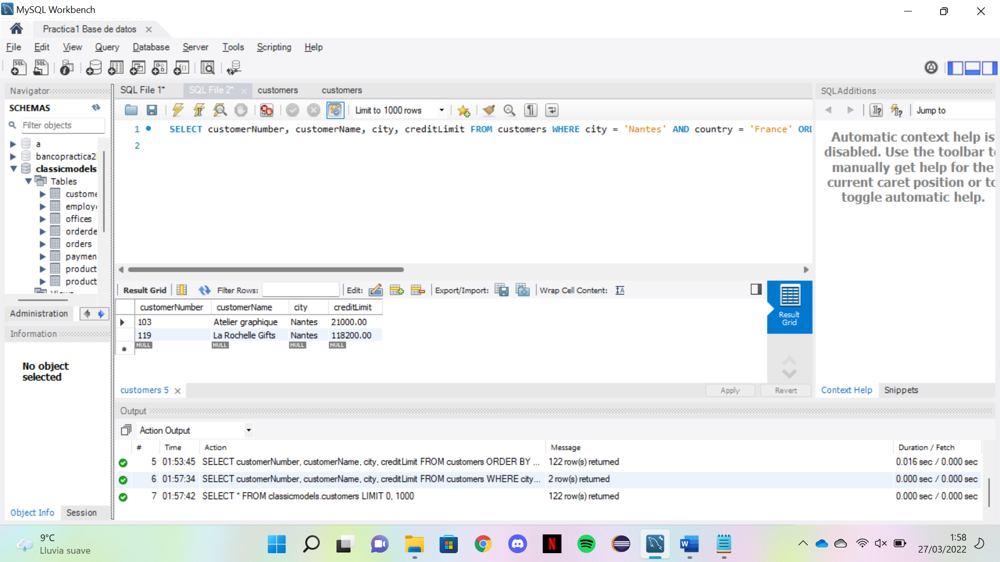 MySQL Workbench
Practica1 Base de datos
File Edit View Query Database Server Tools Scripting Help
Navigator
SCHEMAS
Filter objects
a
bancopractica2
classicmodels
Tables
custome
employe
offices
orderde
orders
paymen
product
product
Administration
Information
No object
selected
Object Info Session
SQL File 1* SQL File 2* customers customers
Limit to 1000 rows
1 SELECT customerNumber, customerName, city, creditLimit FROM customers WHERE city = 'Nantes' AND country = 'France' ORD
2
Result Grid Filter Rows: Edit: Export/Import: Wrap Cell Content:
customerNumber customerName city creditLimit
103 Atelier graphique Nantes 21000.00
119 La Rochelle Gifts Nantes 118200.00
NULL NULL NULL NULL
Result
Grid
customers 5 Apply Revert
SQLAdditions
Jump to
Automatic context help is
disabled. Use the toolbar to
manually get help for the
current caret position or to
toggle automatic help.
Context Help Snippets
Output
Action Output
# Time Action Message Duration / Fetch
5 01:53:45 SELECT customerNumber, customerName, city, creditLimit FROM customers ORDER BY ... 122 row(s) returned 0.016 sec / 0.000 sec
6 01:57:34 SELECT customerNumber, customerName, city, creditLimit FROM customers WHERE city... 2 row(s) returned 0.000 sec / 0.000 sec
7 01:57:42 SELECT * FROM classicmodels.customers LIMIT 0, 1000 122 row(s) returned 0.000 sec / 0.000 sec
9°C
Lluvia suave
1:58
27/03/2022